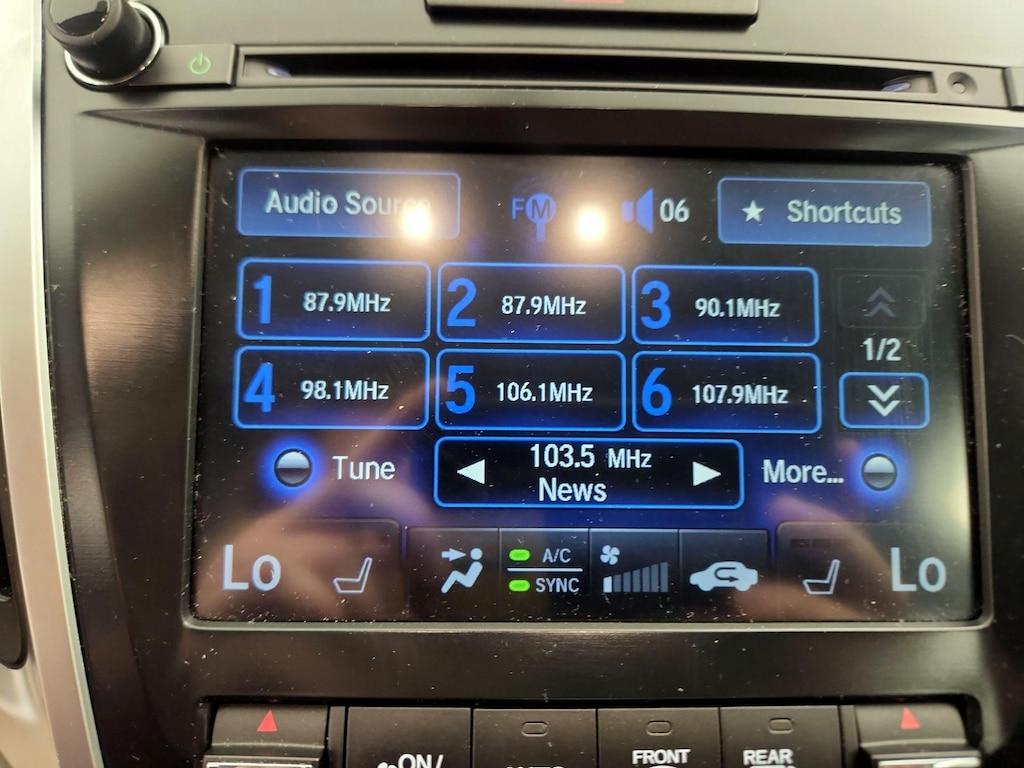 Audio Source
FM
06
★ Shortcuts
1 87.9MHz
2 87.9MHz
3 90.1MHz
1/2
4 98.1MHz
5 106.1MHz
6 107.9MHz
Tune
103.5 MHz
News
More...
Lo
A/C
SYNC
Lo
ON/
FRONT
REAR